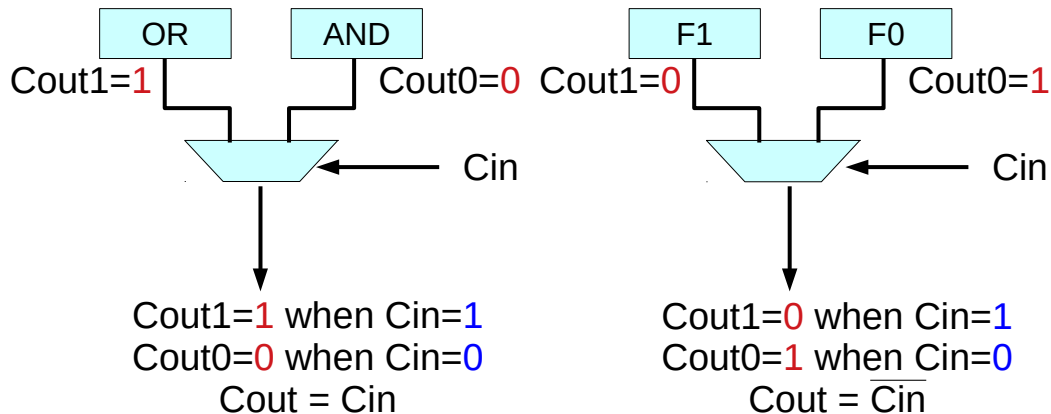 OR AND
Cout1=1 Cout0=0
Cin
Cout1=1 when Cin=1
Cout0=0 when Cin=0
Cout = Cin
F1 F0
Cout1=0 Cout0=1
Cin
Cout1=0 when Cin=1
Cout0=1 when Cin=0
Cout = C̅i̅n̅